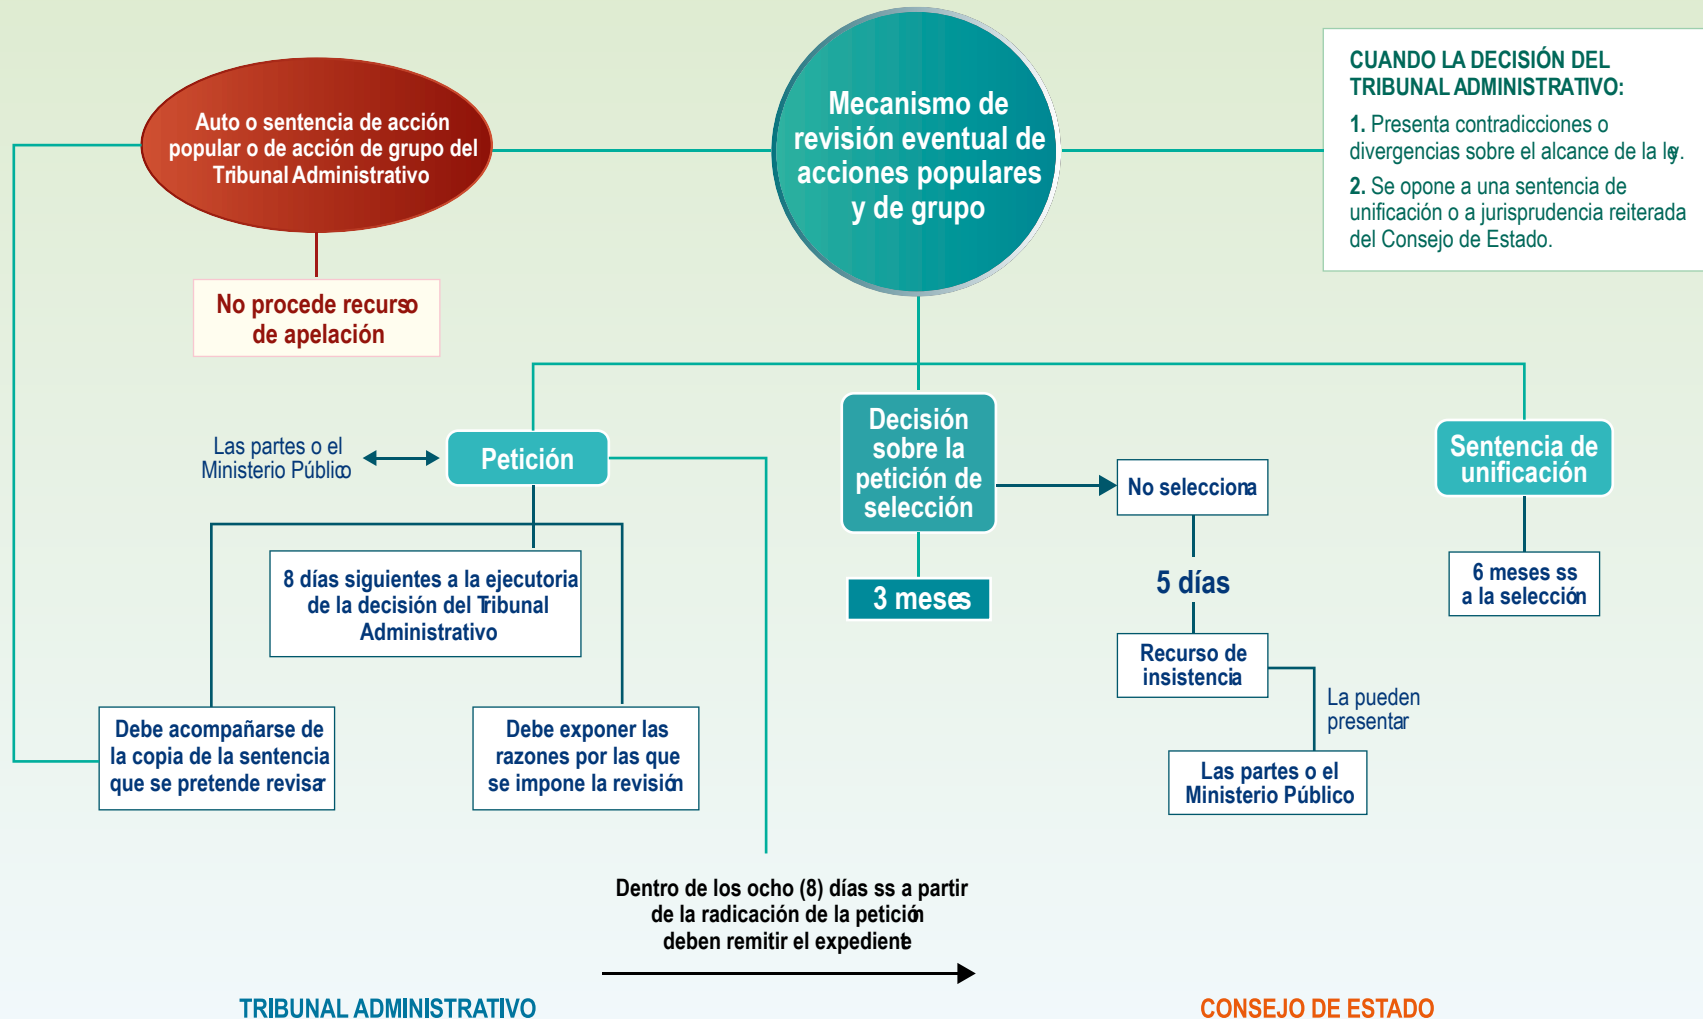 Auto o sentencia de acción
popular o de acción de grupo del
Tribunal Administrativo
No procede recurso
de apelación
Mecanismo de
revisión eventual de
acciones populares
y de grupo
CUANDO LA DECISIÓN DEL
TRIBUNAL ADMINISTRATIVO:
1. Presenta contradicciones o
divergencias sobre el alcance de la ley.
2. Se opone a una sentencia de
unificación o a jurisprudencia reiterada
del Consejo de Estado.
Las partes o el
Ministerio Público
Petición
8 días siguientes a la ejecutoria
de la decisión del Tribunal
Administrativo
Debe acompañarse de
la copia de la sentencia
que se pretende revisar
Debe exponer las
razones por las que
se impone la revisión
Decisión
sobre la
petición de
selección
3 meses
No selecciona
5 días
Recurso de
insistencia
La pueden
presentar
Las partes o el
Ministerio Público
Sentencia de
unificación
6 meses ss
a la selección
Dentro de los ocho (8) días ss a partir
de la radicación de la petición
deben remitir el expediente
TRIBUNAL ADMINISTRATIVO
CONSEJO DE ESTADO